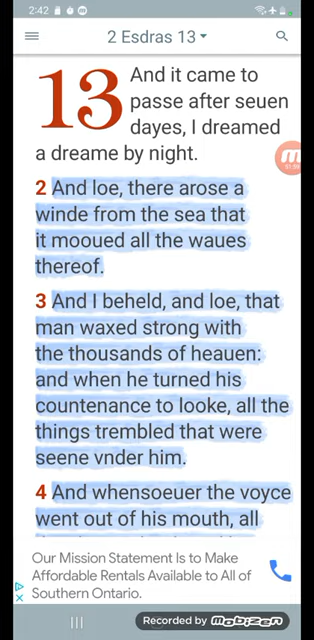 2:42
2 Esdras 13
13 And it came to
passe after seuen
dayes, I dreamed
a dreame by night.
2 And loe, there arose a
winde from the sea that
it mooued all the waues
thereof.
3 And I beheld, and loe, that
man waxed strong with
the thousands of heauen:
and when he turned his
countenance to looke, all the
things trembled that were
seene vnder him.
4 And whensoeuer the voyce
went out of his mouth, all
Our Mission Statement Is to Make
Affordable Rentals Available to All of
Southern Ontario.
Recorded by mobizen